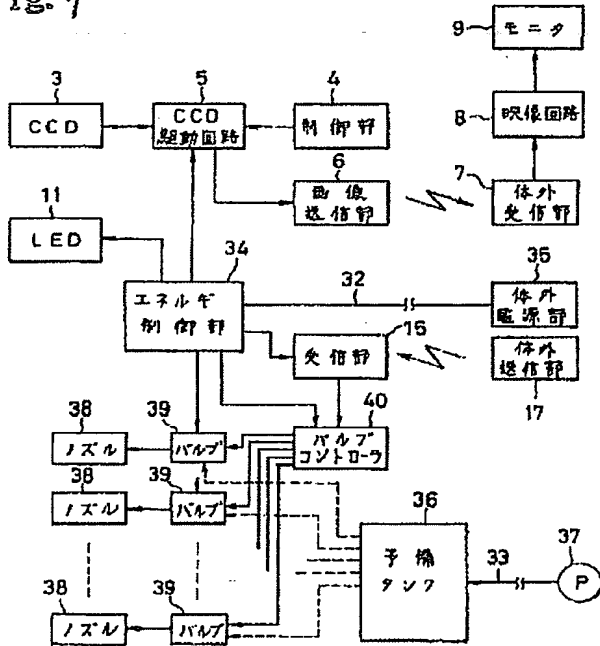 Fig. 7
9
モニタ
3
5
4
CCD
CCD
駆動回路
制御部
8
映像回路
6
画像
送信部
7
体外
受信部
11
LED
34
エネルギ
制御部
32
35
体外
電源部
16
受信部
体外
送信部
17
38
39
40
ノズル
バルブ
バルブ
コントローラ
38
39
ノズル
バルブ
36
予備
タンク
33
37
P
38
39
ノズル
バルブ